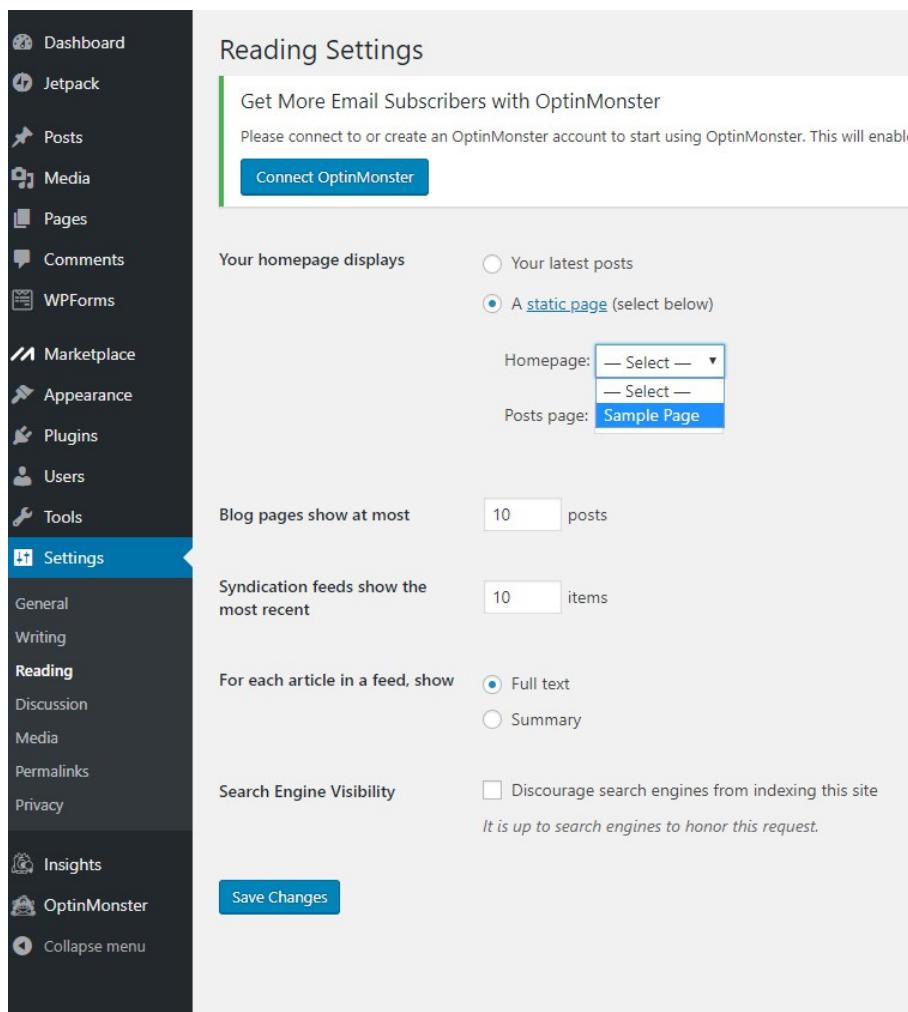 Dashboard
Jetpack
Posts
Media
Pages
Comments
WPForms
Marketplace
Appearance
Plugins
Users
Tools
Settings
General
Writing
Reading
Discussion
Media
Permalinks
Privacy
Insights
OptinMonster
Collapse menu
Reading Settings
Get More Email Subscribers with OptinMonster
Please connect to or create an OptinMonster account to start using OptinMonster. This will enable
Connect OptinMonster
Your homepage displays
Your latest posts
A static page (select below)
Homepage: — Select —
— Select —
Posts page: Sample Page
Blog pages show at most 10 posts
Syndication feeds show the
most recent
10 items
For each article in a feed, show
Full text
Summary
Search Engine Visibility
Discourage search engines from indexing this site
It is up to search engines to honor this request.
Save Changes